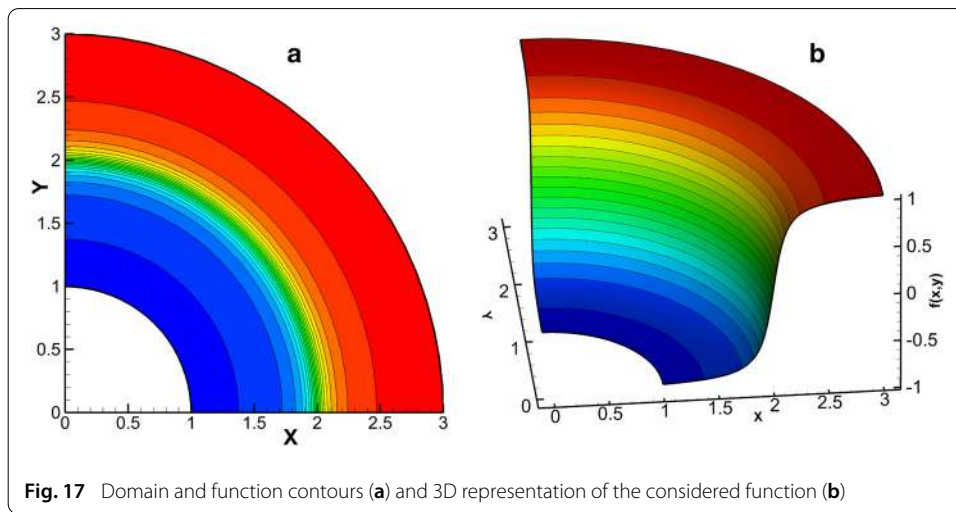 a
3
2.5
2
1.5
1
0.5
0
Y
0 0.5 1 1.5 2 2.5 3
X
b
3
2
1
0
Y
0 0.5 1 1.5 2 2.5 3
X
1
0.5
0
-0.5
-1
f(x,y)
Fig. 17 Domain and function contours (a) and 3D representation of the considered function (b)